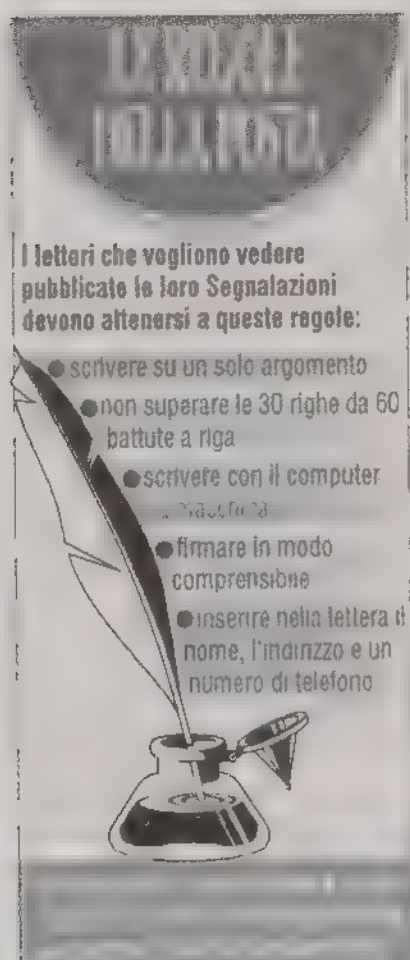 I lettori che vogliono vedere
pubblicate le loro Segnalazioni
devono attenersi a queste regole:
● scrivere su un solo argomento
● non superare le 30 righe da 60
battute a riga
● scrivere con il computer
macchina
● firmare in modo
comprensibile
● inserire nella lettera il
nome, l'indirizzo e un
numero di telefono